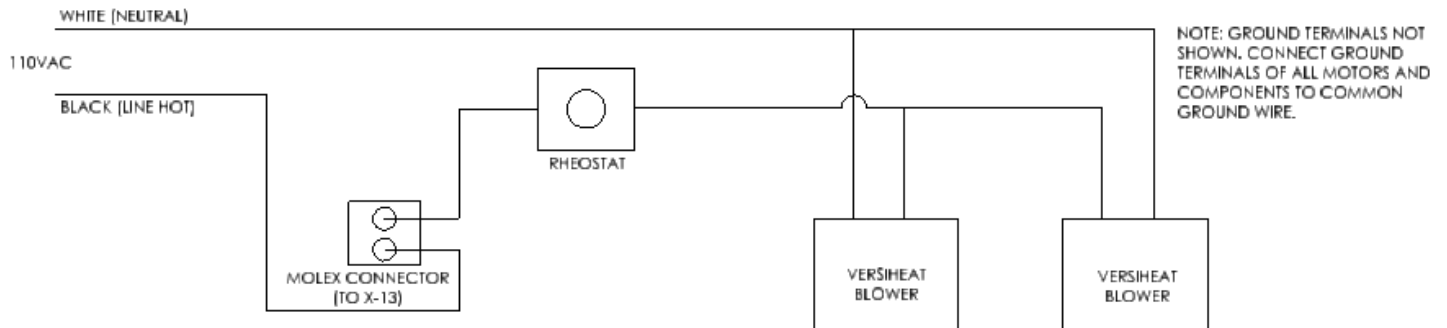 WHITE (NEUTRAL)
110VAC
BLACK (LINE HOT)
RHEOSTAT
MOLEX CONNECTOR
(TO X-13)
VERSIHEAT
BLOWER
VERSIHEAT
BLOWER
NOTE: GROUND TERMINALS NOT
SHOWN. CONNECT GROUND
TERMINALS OF ALL MOTORS AND
COMPONENTS TO COMMON
GROUND WIRE.